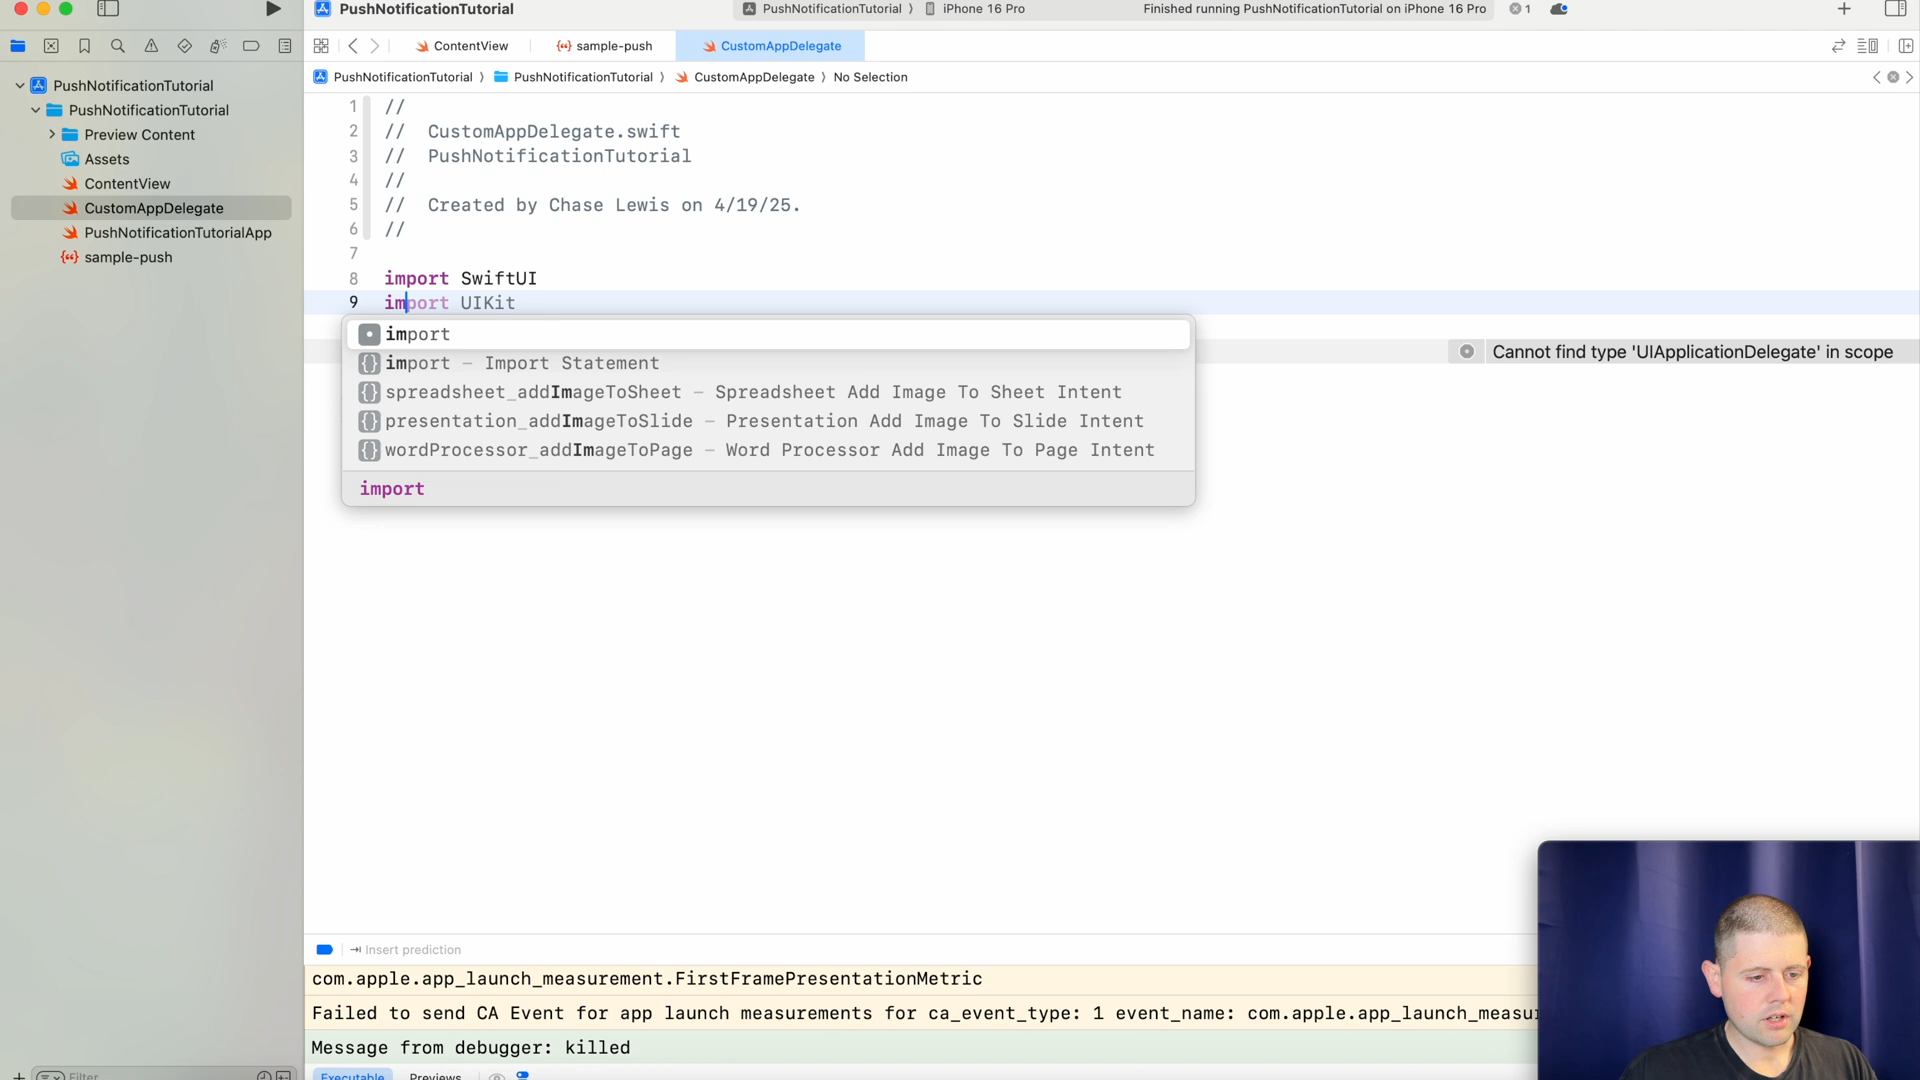 PushNotificationTutorial
PushNotificationTutorial 〉 iPhone 16 Pro
Finished running PushNotificationTutorial on iPhone 16 Pro
1
ContentView
sample-push
CustomAppDelegate
PushNotificationTutorial 〉 PushNotificationTutorial 〉 CustomAppDelegate 〉 No Selection
PushNotificationTutorial
PushNotificationTutorial
Preview Content
Assets
ContentView
CustomAppDelegate
PushNotificationTutorialApp
sample-push
1 //
2 // CustomAppDelegate.swift
3 // PushNotificationTutorial
4 //
5 // Created by Chase Lewis on 4/19/25.
6 //
7
8 import SwiftUI
9 import UIKit
Cannot find type 'UIApplicationDelegate' in scope
import
import – Import Statement
spreadsheet_addImageToSheet – Spreadsheet Add Image To Sheet Intent
presentation_addImageToSlide – Presentation Add Image To Slide Intent
wordProcessor_addImageToPage – Word Processor Add Image To Page Intent
import
Insert prediction
com.apple.app_launch_measurement.FirstFramePresentationMetric
Failed to send CA Event for app launch measurements for ca_event_type: 1 event_name: com.apple.app_launch_measu
Message from debugger: killed
Filter
Executable Previews